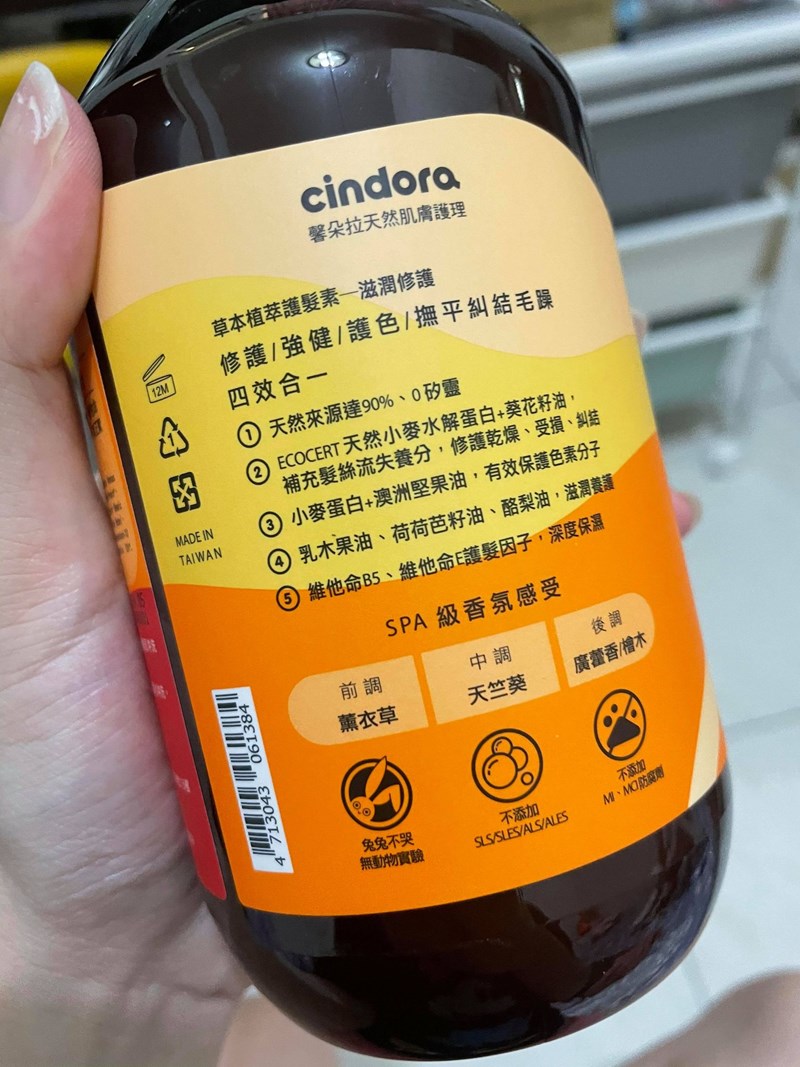 cindora
馨朵拉天然肌膚護理
草本植萃護髮素—滋潤修護
修護/強健/護色/撫平糾結毛躁
四效合一
12M
1
MADE IN
TAIWAN
① 天然來源達90%、0矽靈
② ECOCERT 天然小麥水解蛋白+葵花籽油，
補充髮絲流失養分，修護乾燥、受損、糾結
③ 小麥蛋白+澳洲堅果油，有效保護色素分子
④ 乳木果油、荷荷芭籽油、酪梨油，滋潤養護
⑤ 維他命B5、維他命E護髮因子，深度保濕
SPA 級香氛感受
前調
薰衣草
中調
天竺葵
後調
廣藿香/檜木
4 713043 061384
兔兔不哭
無動物實驗
不添加
SLS/SLES/ALS/ALES
不添加
MI、MCI防腐劑